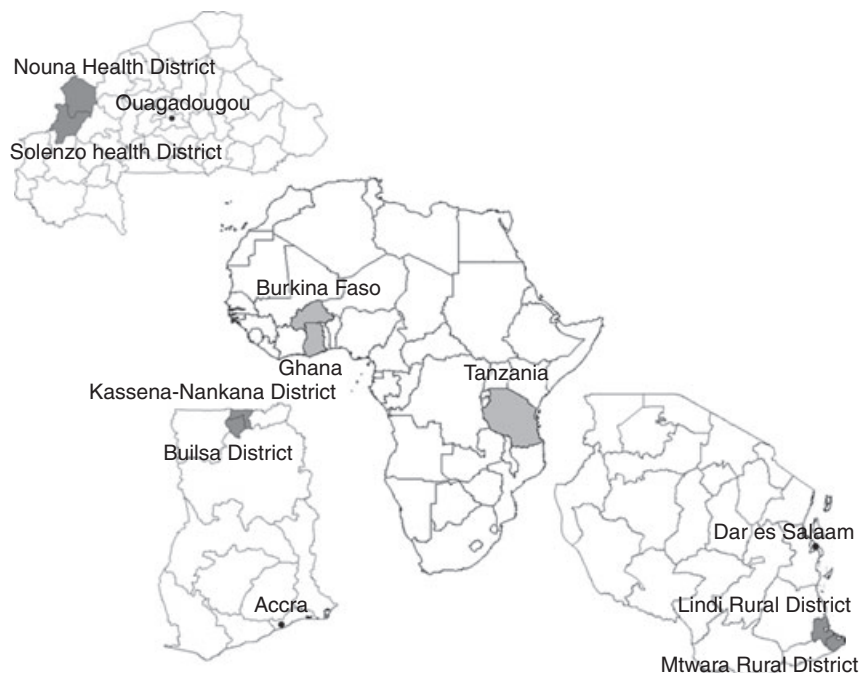 Nouna Health District
Ouagadougou
Solenzo health District
Burkina Faso
Ghana
Tanzania
Kassena-Nankana District
Builsa District
Accra
Dar es Salaam
Lindi Rural District
Mtwara Rural District